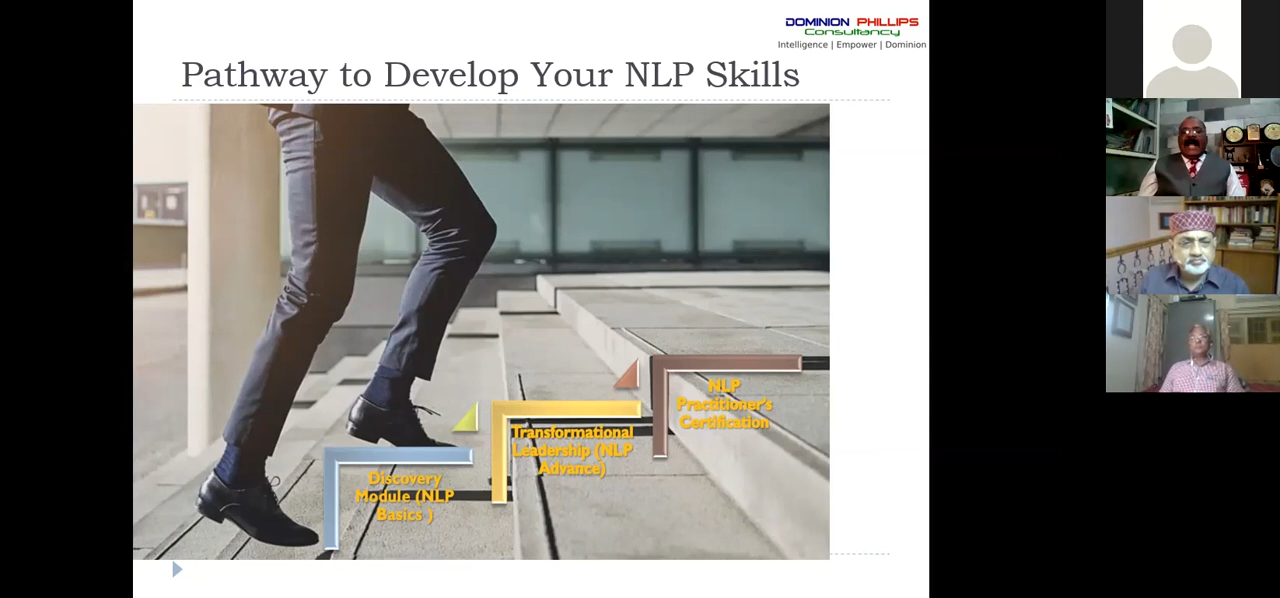 DOMINION PHILLIPS
Consultancy
Intelligence | Empower | Dominion
Pathway to Develop Your NLP Skills
Discovery
Module (NLP
Basics )
Transformational
Leadership (NLP
Advance)
NLP
Practitioner's
Certification